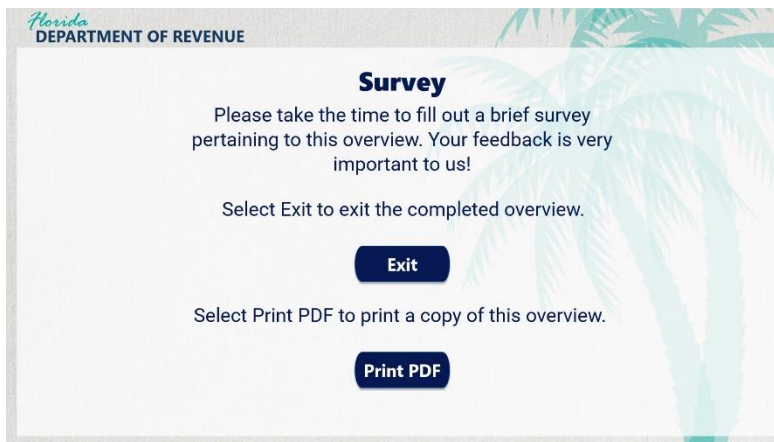 Florida
DEPARTMENT OF REVENUE
Survey
Please take the time to fill out a brief survey
pertaining to this overview. Your feedback is very
important to us!
Select Exit to exit the completed overview.
Exit
Select Print PDF to print a copy of this overview.
Print PDF